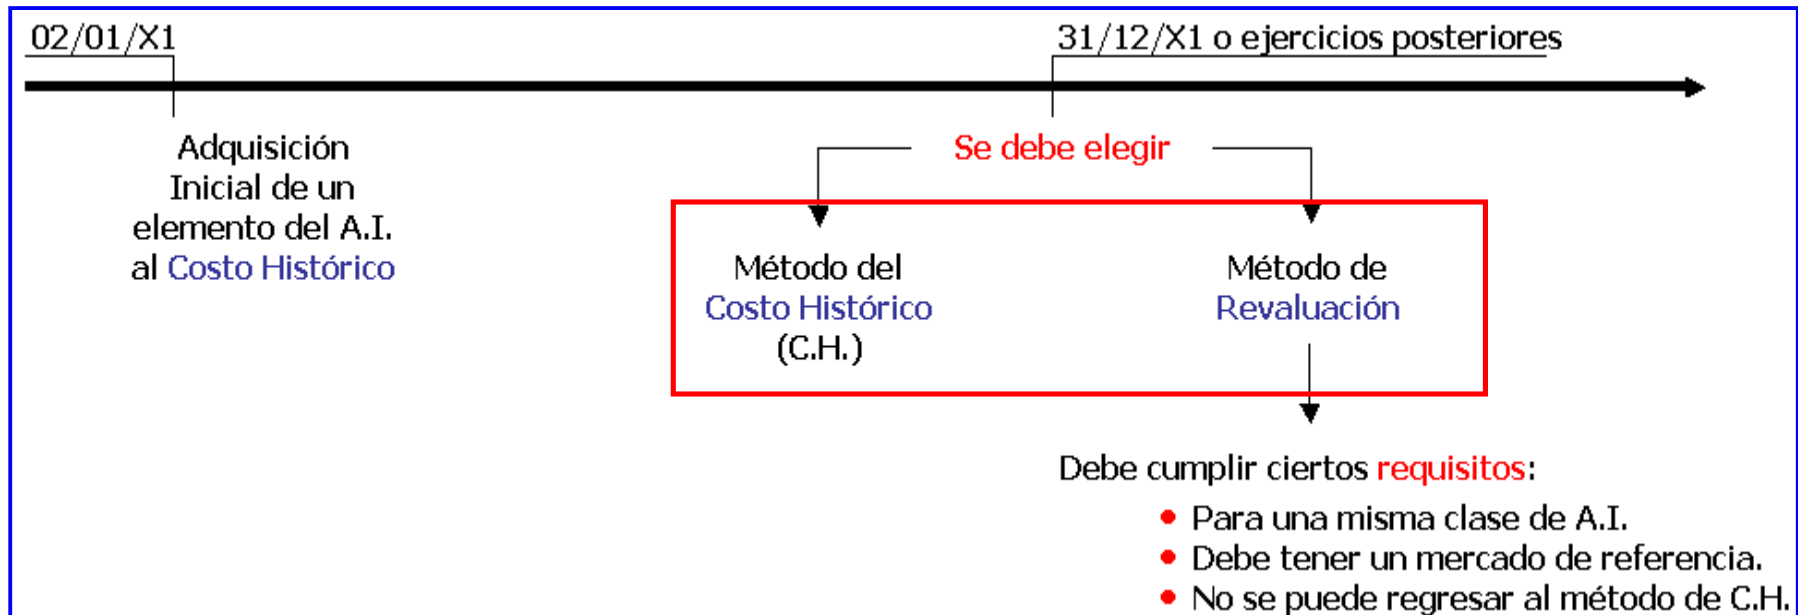 02/01/X1
31/12/X1 o ejercicios posteriores
Adquisición
Inicial de un
elemento del A.I.
al Costo Histórico
Se debe elegir
Método del
Costo Histórico
(C.H.)
Método de
Revaluación
Debe cumplir ciertos requisitos:
• Para una misma clase de A.I.
• Debe tener un mercado de referencia.
• No se puede regresar al método de C.H.